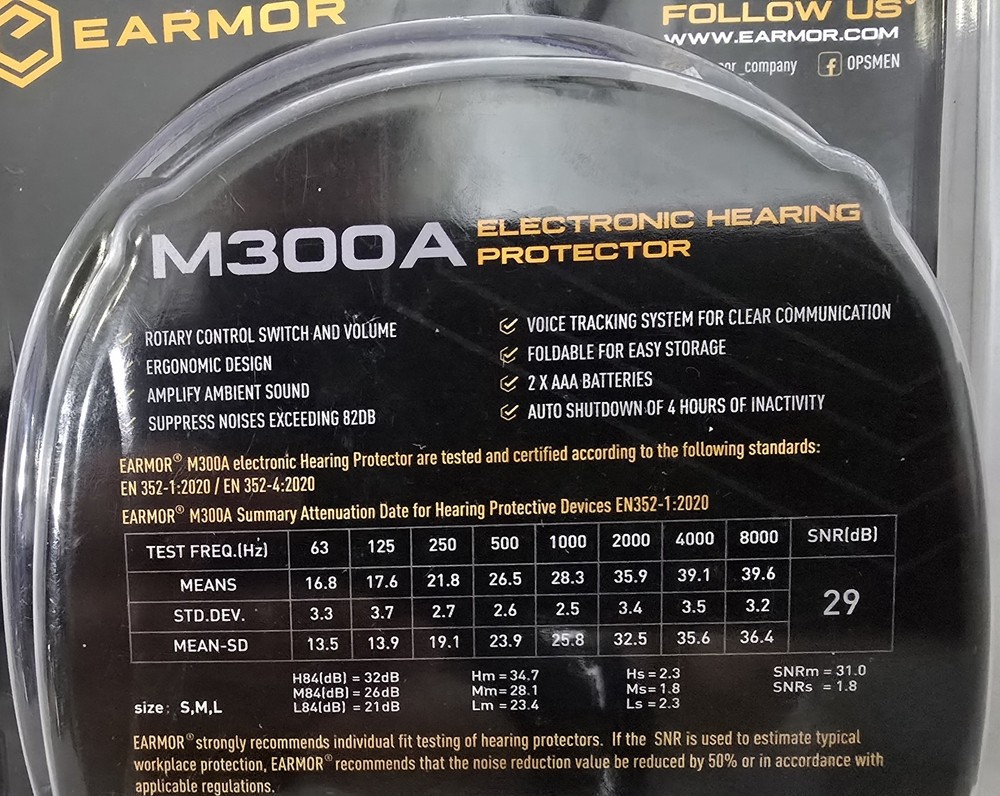 EARMOR
FOLLOW US
WWW.EARMOR.COM
_company f OPSMEN
M300A ELECTRONIC HEARING
PROTECTOR
ROTARY CONTROL SWITCH AND VOLUME
ERGONOMIC DESIGN
AMPLIFY AMBIENT SOUND
SUPPRESS NOISES EXCEEDING 82DB
VOICE TRACKING SYSTEM FOR CLEAR COMMUNICATION
FOLDABLE FOR EASY STORAGE
2 X AAA BATTERIES
AUTO SHUTDOWN OF 4 HOURS OF INACTIVITY
EARMOR® M300A electronic Hearing Protector are tested and certified according to the following standards:
EN 352-1:2020 / EN 352-4:2020
EARMOR® M300A Summary Attenuation Date for Hearing Protective Devices EN352-1:2020
TEST FREQ.(Hz) 63 125 250 500 1000 2000 4000 8000 SNR(dB)
MEANS 16.8 17.6 21.8 26.5 28.3 35.9 39.1 39.6
STD.DEV. 3.3 3.7 2.7 2.6 2.5 3.4 3.5 3.2 29
MEAN-SD 13.5 13.9 19.1 23.9 25.8 32.5 35.6 36.4
H84(dB) = 32dB Hm = 34.7 Hs = 2.3 SNRm = 31.0
M84(dB) = 26dB Mm = 28.1 Ms = 1.8 SNRs = 1.8
size: S,M,L L84(dB) = 21dB Lm = 23.4 Ls = 2.3
EARMOR® strongly recommends individual fit testing of hearing protectors. If the SNR is used to estimate typical
workplace protection, EARMOR® recommends that the noise reduction value be reduced by 50% or in accordance with
applicable regulations.